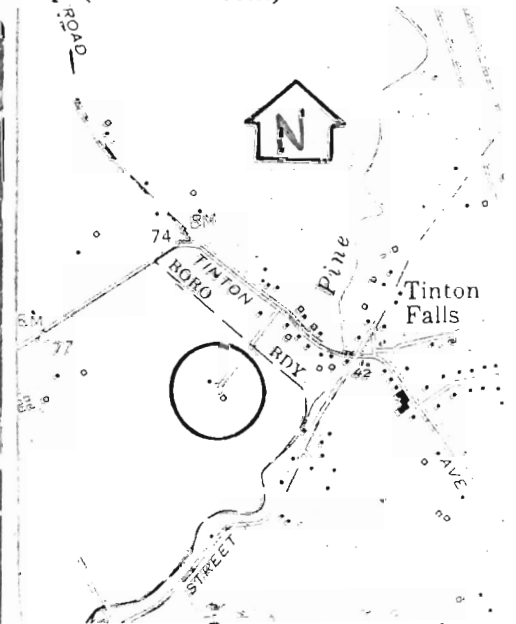 ROAD
N
BM
74
TINTON
BORO
Pine
Tinton
Falls
BM
77
BDY
42
AVE
STREET